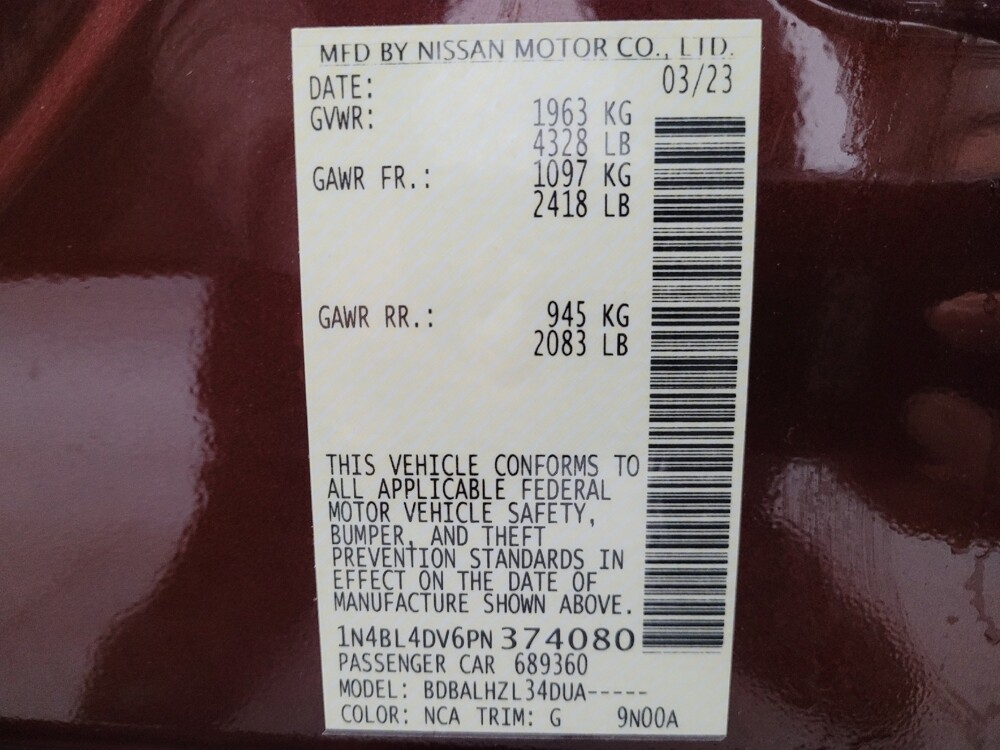 MFD BY NISSAN MOTOR CO., LTD.
DATE: 03/23
GVWR: 1963 KG
4328 LB
GAWR FR.: 1097 KG
2418 LB
GAWR RR.: 945 KG
2083 LB
THIS VEHICLE CONFORMS TO
ALL APPLICABLE FEDERAL
MOTOR VEHICLE SAFETY,
BUMPER, AND THEFT
PREVENTION STANDARDS IN
EFFECT ON THE DATE OF
MANUFACTURE SHOWN ABOVE.
1N4BL4DV6PN 374080
PASSENGER CAR 689360
MODEL: BDBALHZL34DUA-----
COLOR: NCA TRIM: G 9N00A